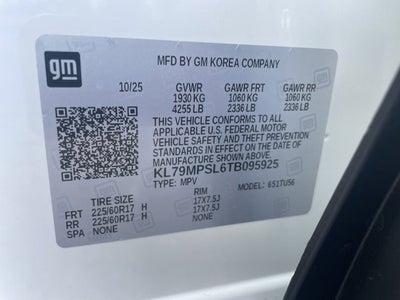 gm
MFD BY GM KOREA COMPANY
10/25 GVWR GAWR FRT GAWR RR
1930 KG 1060 KG 1060 KG
4255 LB 2336 LB 2336 LB
THIS VEHICLE CONFORMS TO ALL
APPLICABLE U.S. FEDERAL MOTOR
VEHICLE SAFETY AND THEFT PREVENTION
STANDARDS IN EFFECT ON THE DATE OF
MANUFACTURE SHOWN ABOVE.
KL79MPSL6TB095925
TYPE: MPV MODEL: 651TU56
TIRE SIZE RIM
FRT 225/60R17 H 17X7.5J
RR 225/60R17 H 17X7.5J
SPA NONE NONE